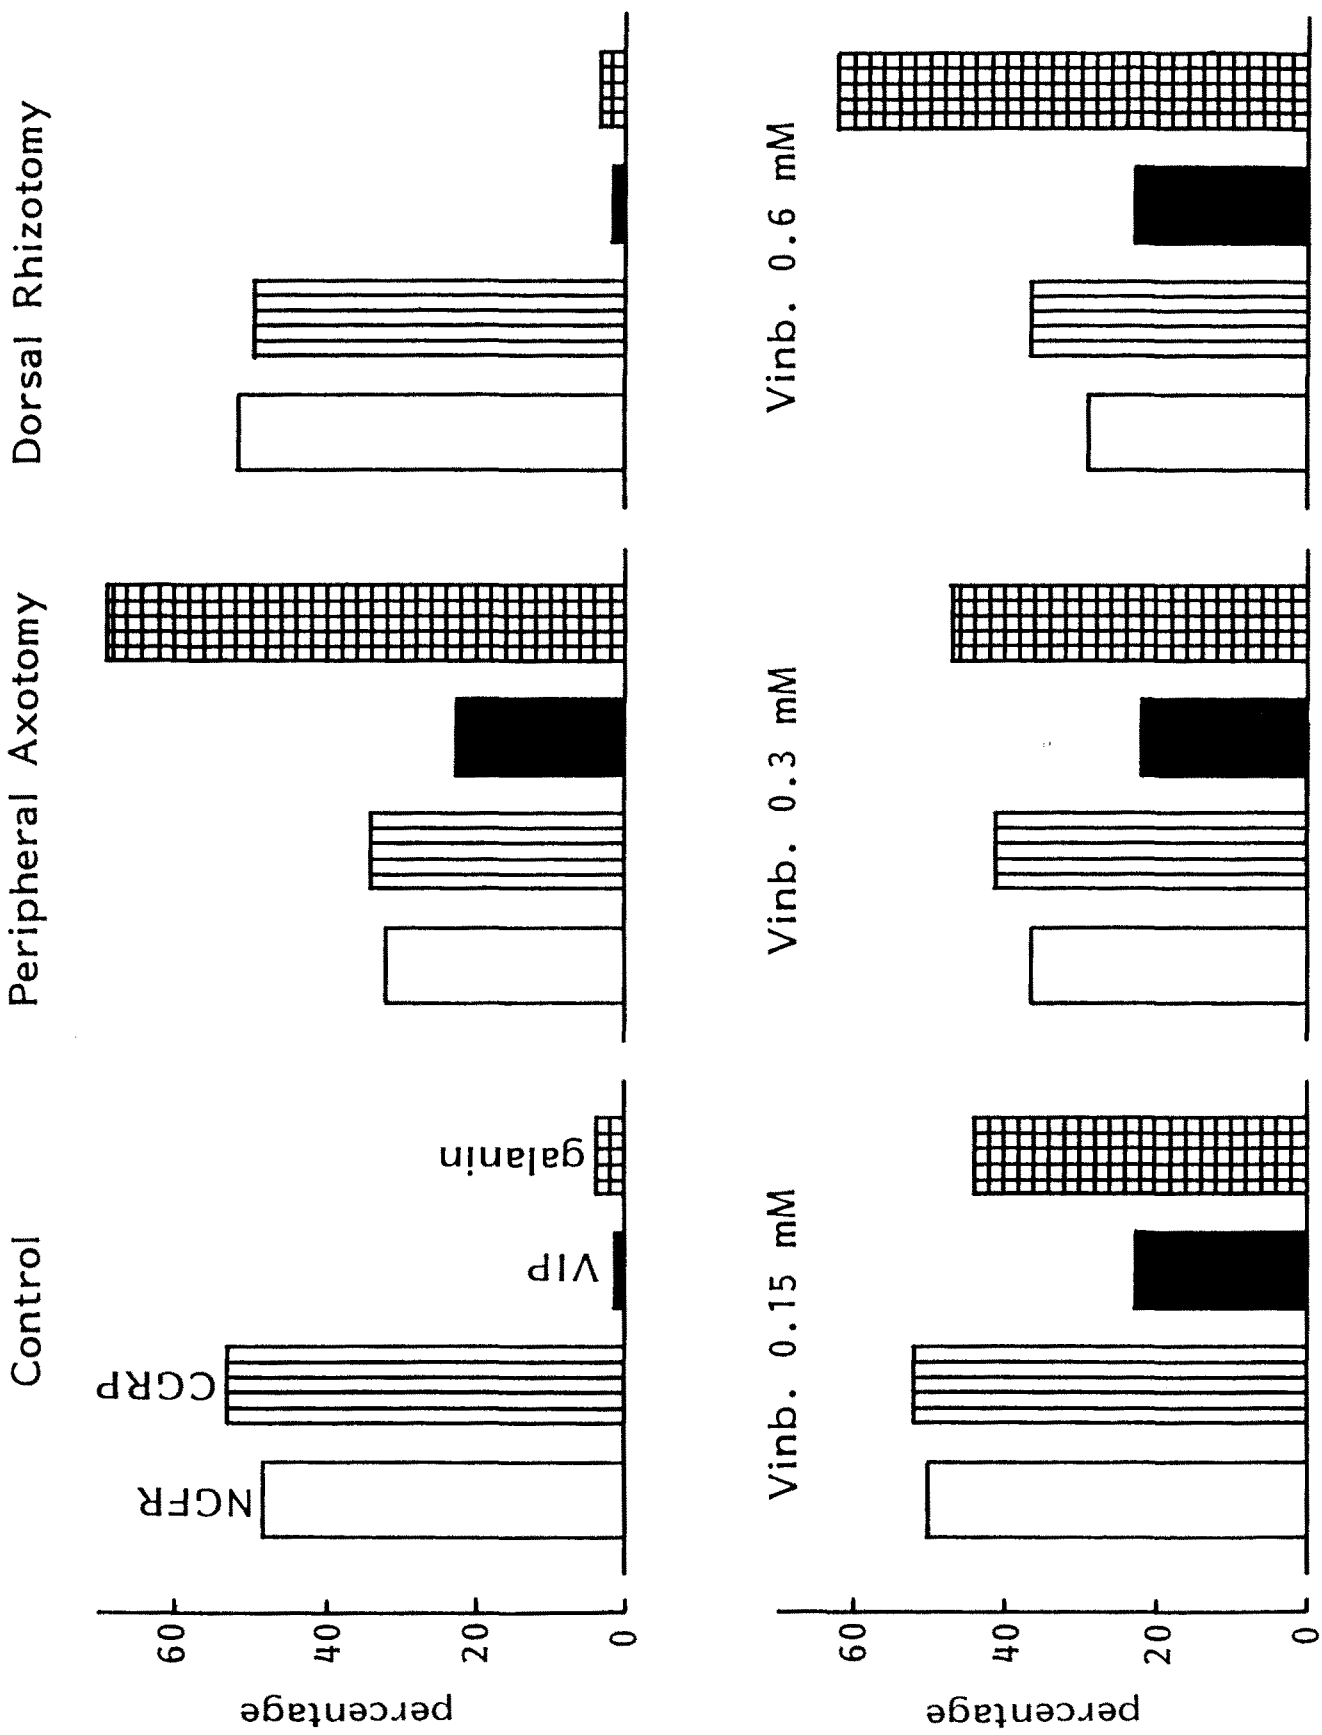 Control
Peripheral Axotomy
Dorsal Rhizotomy
percentage
60
40
20
0
NGFR
CGRP
VIP
galanin
Vinb. 0.15 mM
Vinb. 0.3 mM
Vinb. 0.6 mM
percentage
60
40
20
0